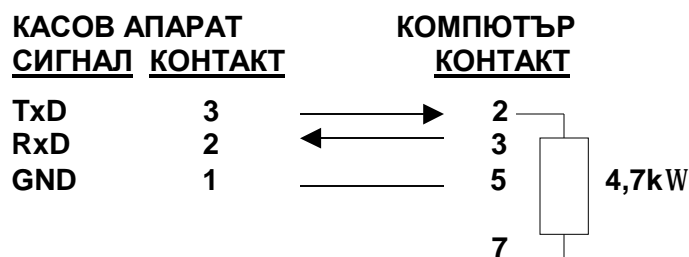 КАСОВ АПАРАТ КОМПЮТЪР
СИГНАЛ КОНТАКТ КОНТАКТ
TxD 3 2
RxD 2 3
GND 1 5 4,7kW
7